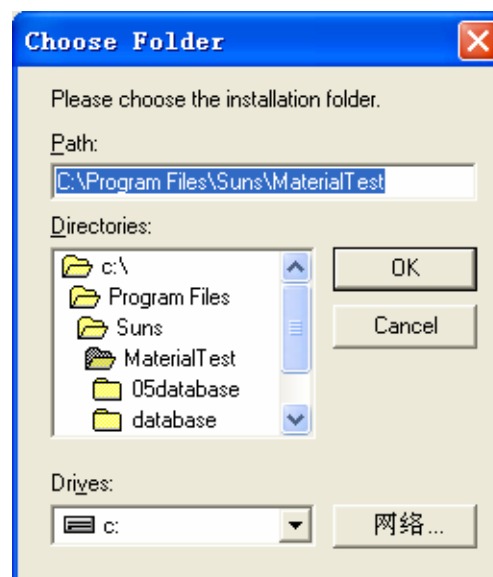 Choose Folder
Please choose the installation folder.
Path:
C:\Program Files\Suns\MaterialTest
Directories:
c:\
Program Files
Suns
MaterialTest
05database
database
OK
Cancel
Drives:
c:
网络...